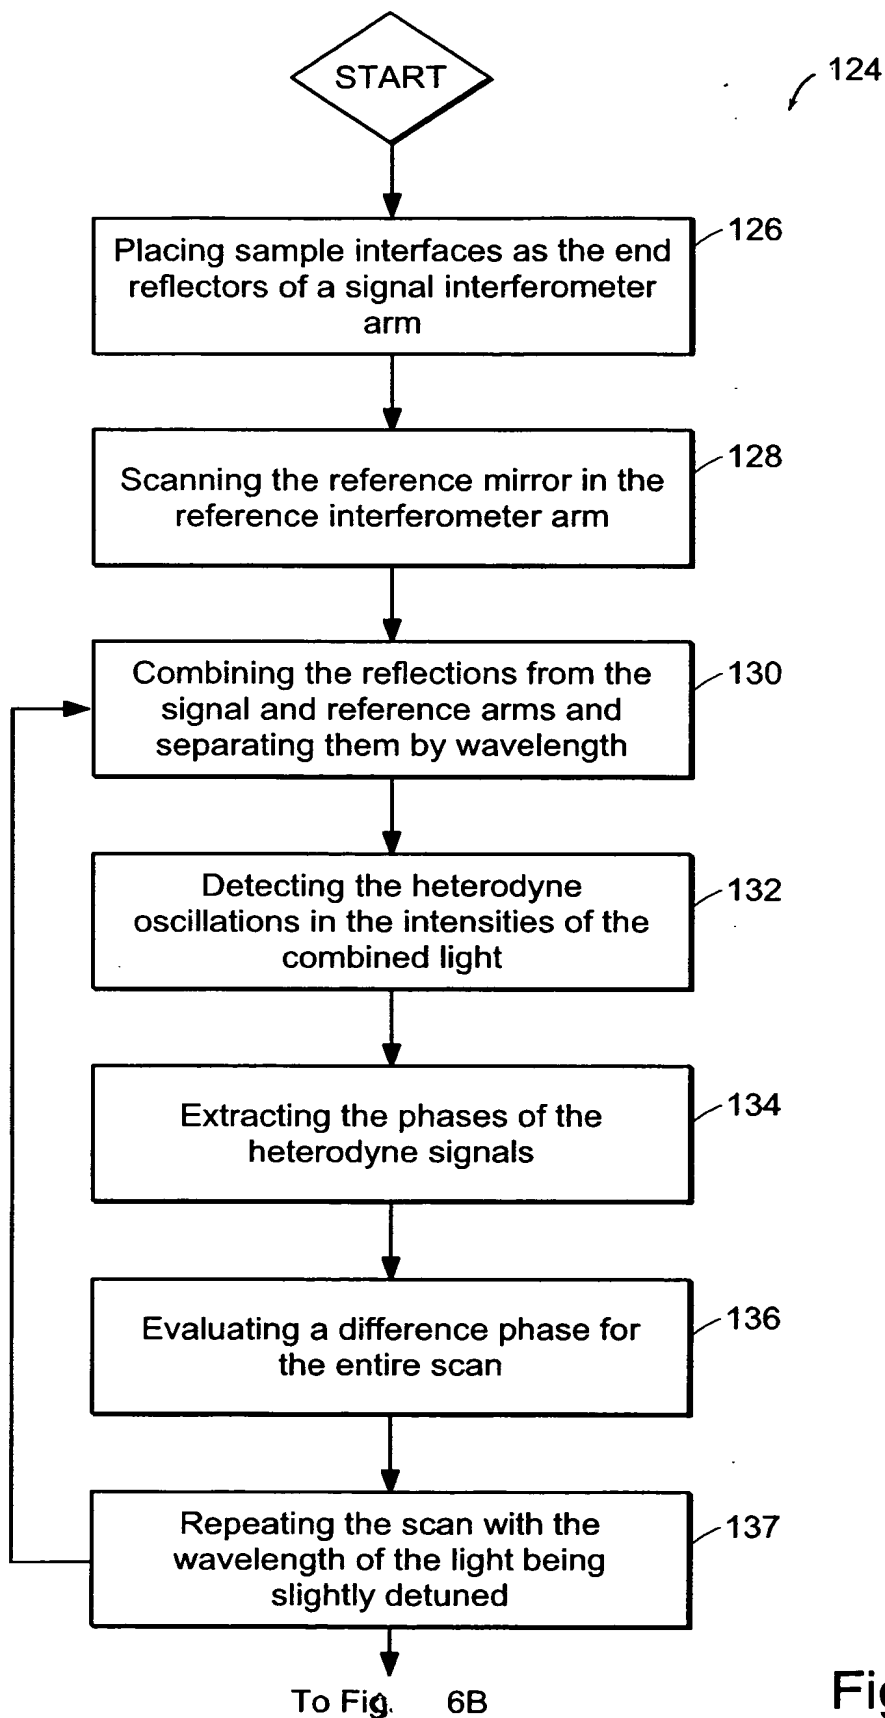 START
124
Placing sample interfaces as the end
reflectors of a signal interferometer
arm
126
Scanning the reference mirror in the
reference interferometer arm
128
Combining the reflections from the
signal and reference arms and
separating them by wavelength
130
Detecting the heterodyne
oscillations in the intensities of the
combined light
132
Extracting the phases of the
heterodyne signals
134
Evaluating a difference phase for
the entire scan
136
Repeating the scan with the
wavelength of the light being
slightly detuned
137
To Fig. 6B